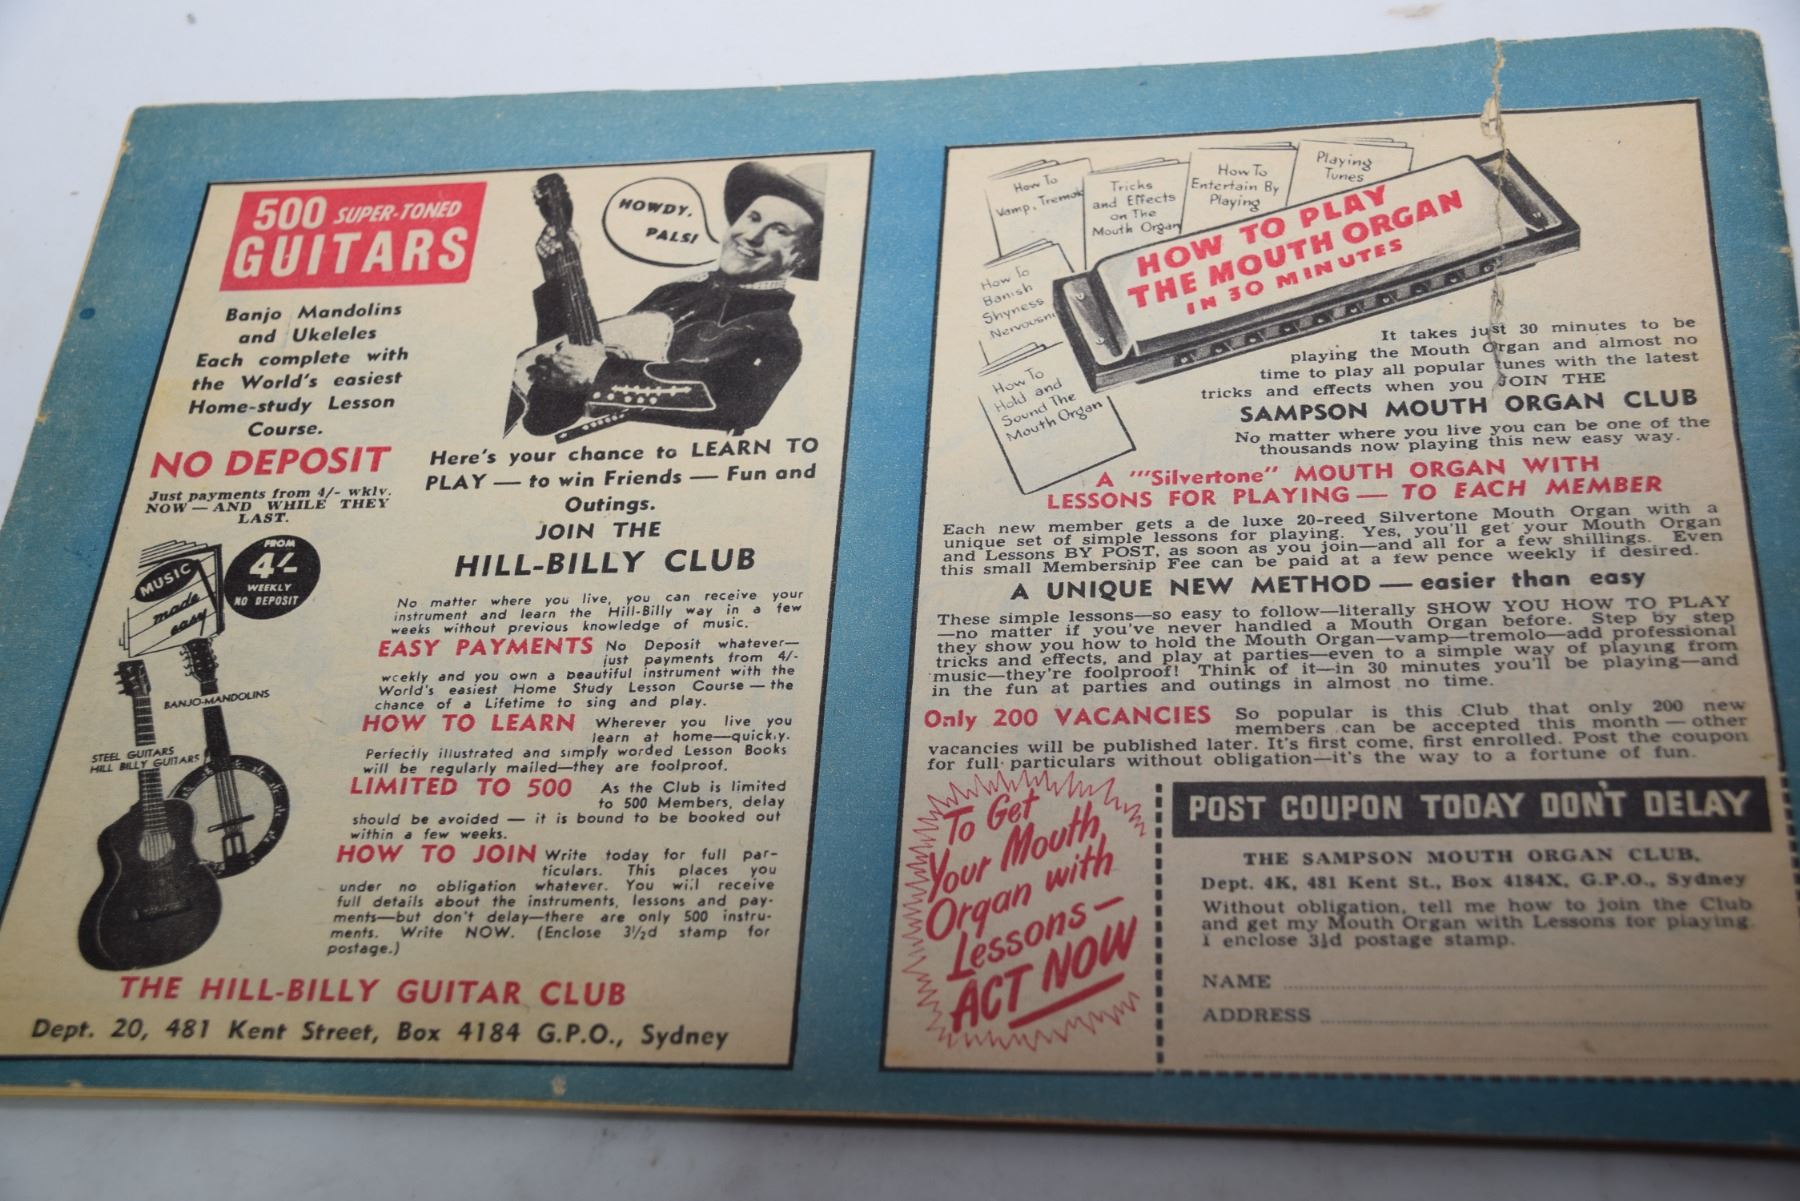 500 SUPER-TONED
GUITARS
Banjo Mandolins
and Ukeleles
Each complete with
the World's easiest
Home-study Lesson
Course.
NO DEPOSIT
Just payments from 4/- wkly.
NOW — AND WHILE THEY
LAST.
MUSIC
made
easy
FROM
4/-
WEEKLY
NO DEPOSIT
BANJO-MANDOLINS
STEEL GUITARS
HILL BILLY GUITARS
HOWDY,
PALS!
Here's your chance to LEARN TO
PLAY — to win Friends — Fun and
Outings.
JOIN THE
HILL-BILLY CLUB
No matter where you live, you can receive your
instrument and learn the Hill-Billy way in a few
weeks without previous knowledge of music.
EASY PAYMENTS No Deposit whatever—
just payments from 4/-
weekly and you own a beautiful instrument with the
World's easiest Home Study Lesson Course — the
chance of a Lifetime to sing and play.
HOW TO LEARN Wherever you live you
learn at home—quickly.
Perfectly illustrated and simply worded Lesson Books
will be regularly mailed—they are foolproof.
LIMITED TO 500 As the Club is limited
to 500 Members, delay
should be avoided — it is bound to be booked out
within a few weeks.
HOW TO JOIN Write today for full par-
ticulars. This places you
under no obligation whatever. You will receive
full details about the instruments, lessons and pay-
ments—but don't delay—there are only 500 instru-
ments. Write NOW. (Enclose 3½d stamp for
postage.)
THE HILL-BILLY GUITAR CLUB
Dept. 20, 481 Kent Street, Box 4184 G.P.O., Sydney
How To
Vamp, Tremolo
Tricks
and Effects
on The
Mouth Organ
How To
Entertain By
Playing
Playing
Tunes
How To
Banish
Shyness
Nervousn
How To
Hold and
Sound The
Mouth Organ
HOW TO PLAY
THE MOUTH ORGAN
IN 30 MINUTES
It takes just 30 minutes to be
playing the Mouth Organ and almost no
time to play all popular tunes with the latest
tricks and effects when you JOIN THE
SAMPSON MOUTH ORGAN CLUB
No matter where you live you can be one of the
thousands now playing this new easy way.
A '"Silvertone" MOUTH ORGAN WITH
LESSONS FOR PLAYING — TO EACH MEMBER
Each new member gets a de luxe 20-reed Silvertone Mouth Organ with a
unique set of simple lessons for playing. Yes, you'll get your Mouth Organ
and Lessons BY POST, as soon as you join—and all for a few shillings. Even
this small Membership Fee can be paid at a few pence weekly if desired.
A UNIQUE NEW METHOD — easier than easy
These simple lessons—so easy to follow—literally SHOW YOU HOW TO PLAY
—no matter if you've never handled a Mouth Organ before. Step by step
they show you how to hold the Mouth Organ—vamp—tremolo—add professional
tricks and effects, and play at parties—even to a simple way of playing from
music—they're foolproof! Think of it—in 30 minutes you'll be playing—and
in the fun at parties and outings in almost no time.
Only 200 VACANCIES So popular is this Club that only 200 new
members can be accepted this month — other
vacancies will be published later. It's first come, first enrolled. Post the coupon
for full particulars without obligation—it's the way to a fortune of fun.
To Get
Your Mouth
Organ with
Lessons—
ACT NOW
POST COUPON TODAY DON'T DELAY
THE SAMPSON MOUTH ORGAN CLUB,
Dept. 4K, 481 Kent St., Box 4184X, G.P.O., Sydney
Without obligation, tell me how to join the Club
and get my Mouth Organ with Lessons for playing.
I enclose 3½d postage stamp.
NAME
ADDRESS